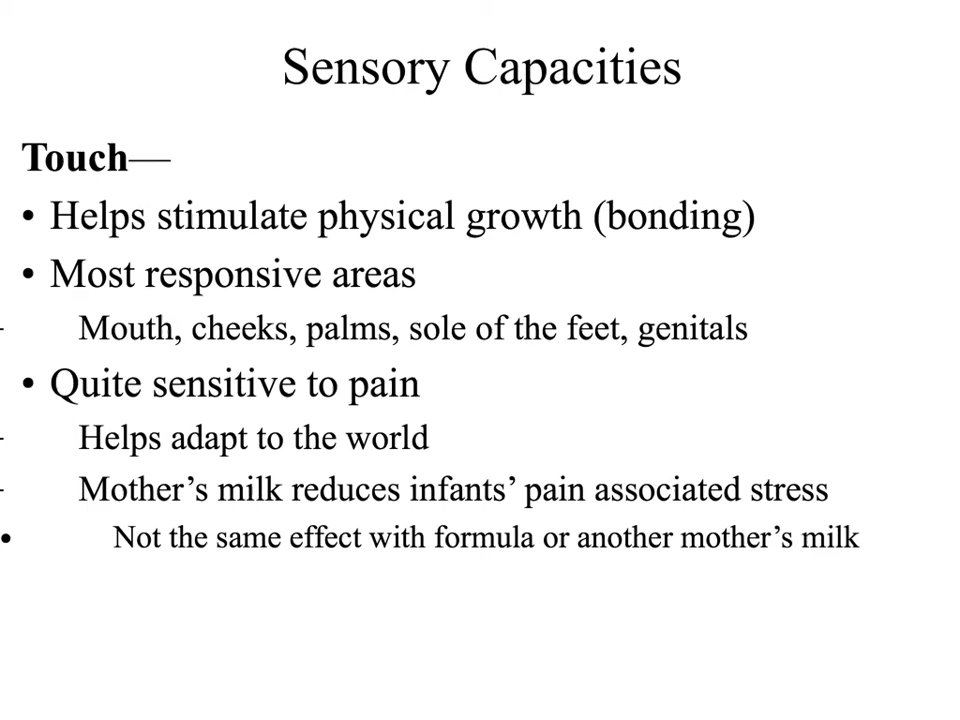 Sensory Capacities
Touch—
• Helps stimulate physical growth (bonding)
• Most responsive areas
– Mouth, cheeks, palms, sole of the feet, genitals
• Quite sensitive to pain
– Helps adapt to the world
– Mother’s milk reduces infants’ pain associated stress
• Not the same effect with formula or another mother’s milk